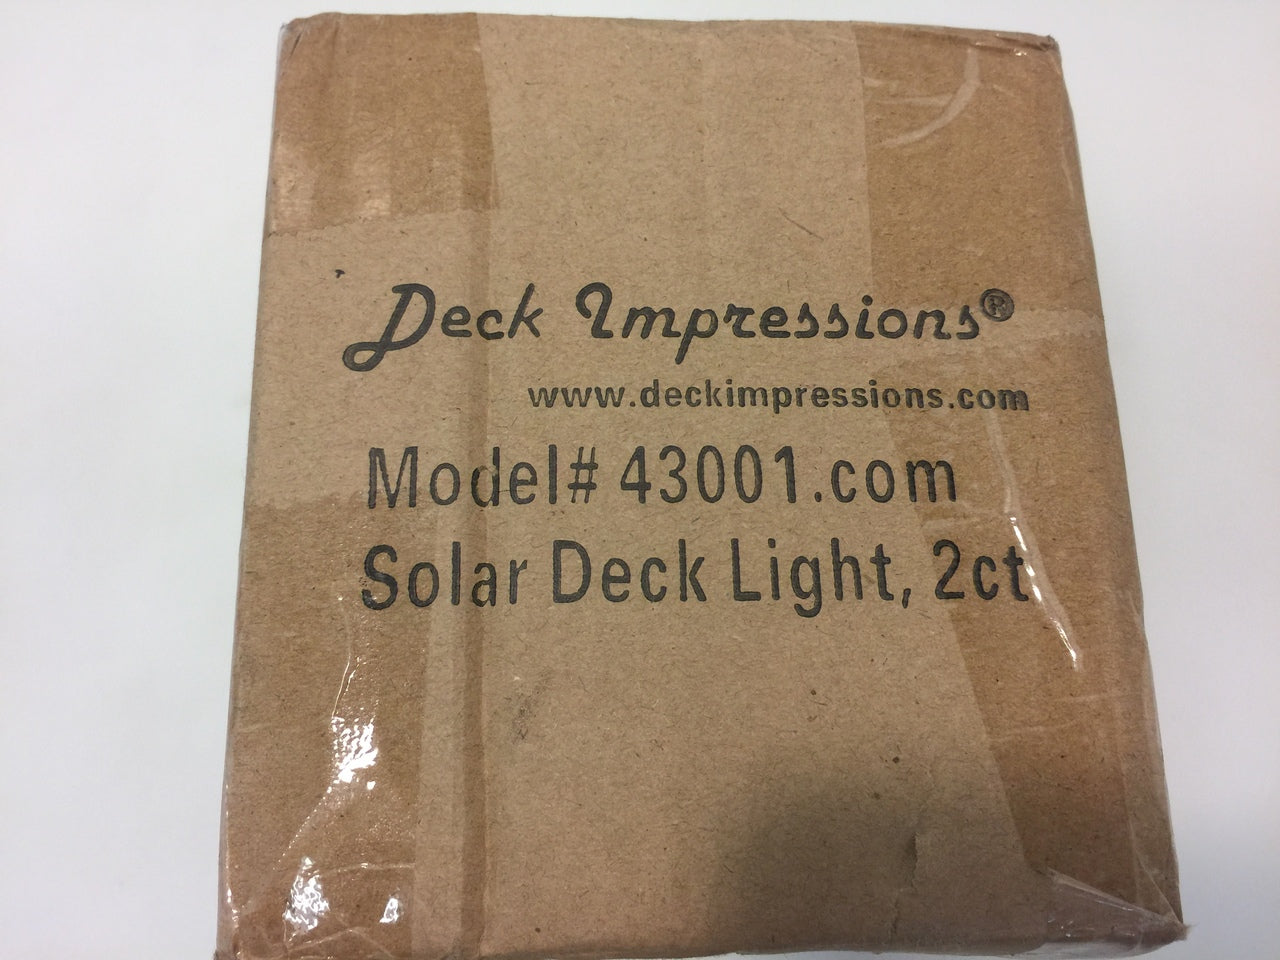 Deck Impressions®
www.deckimpressions.com
Model# 43001.com
Solar Deck Light, 2ct